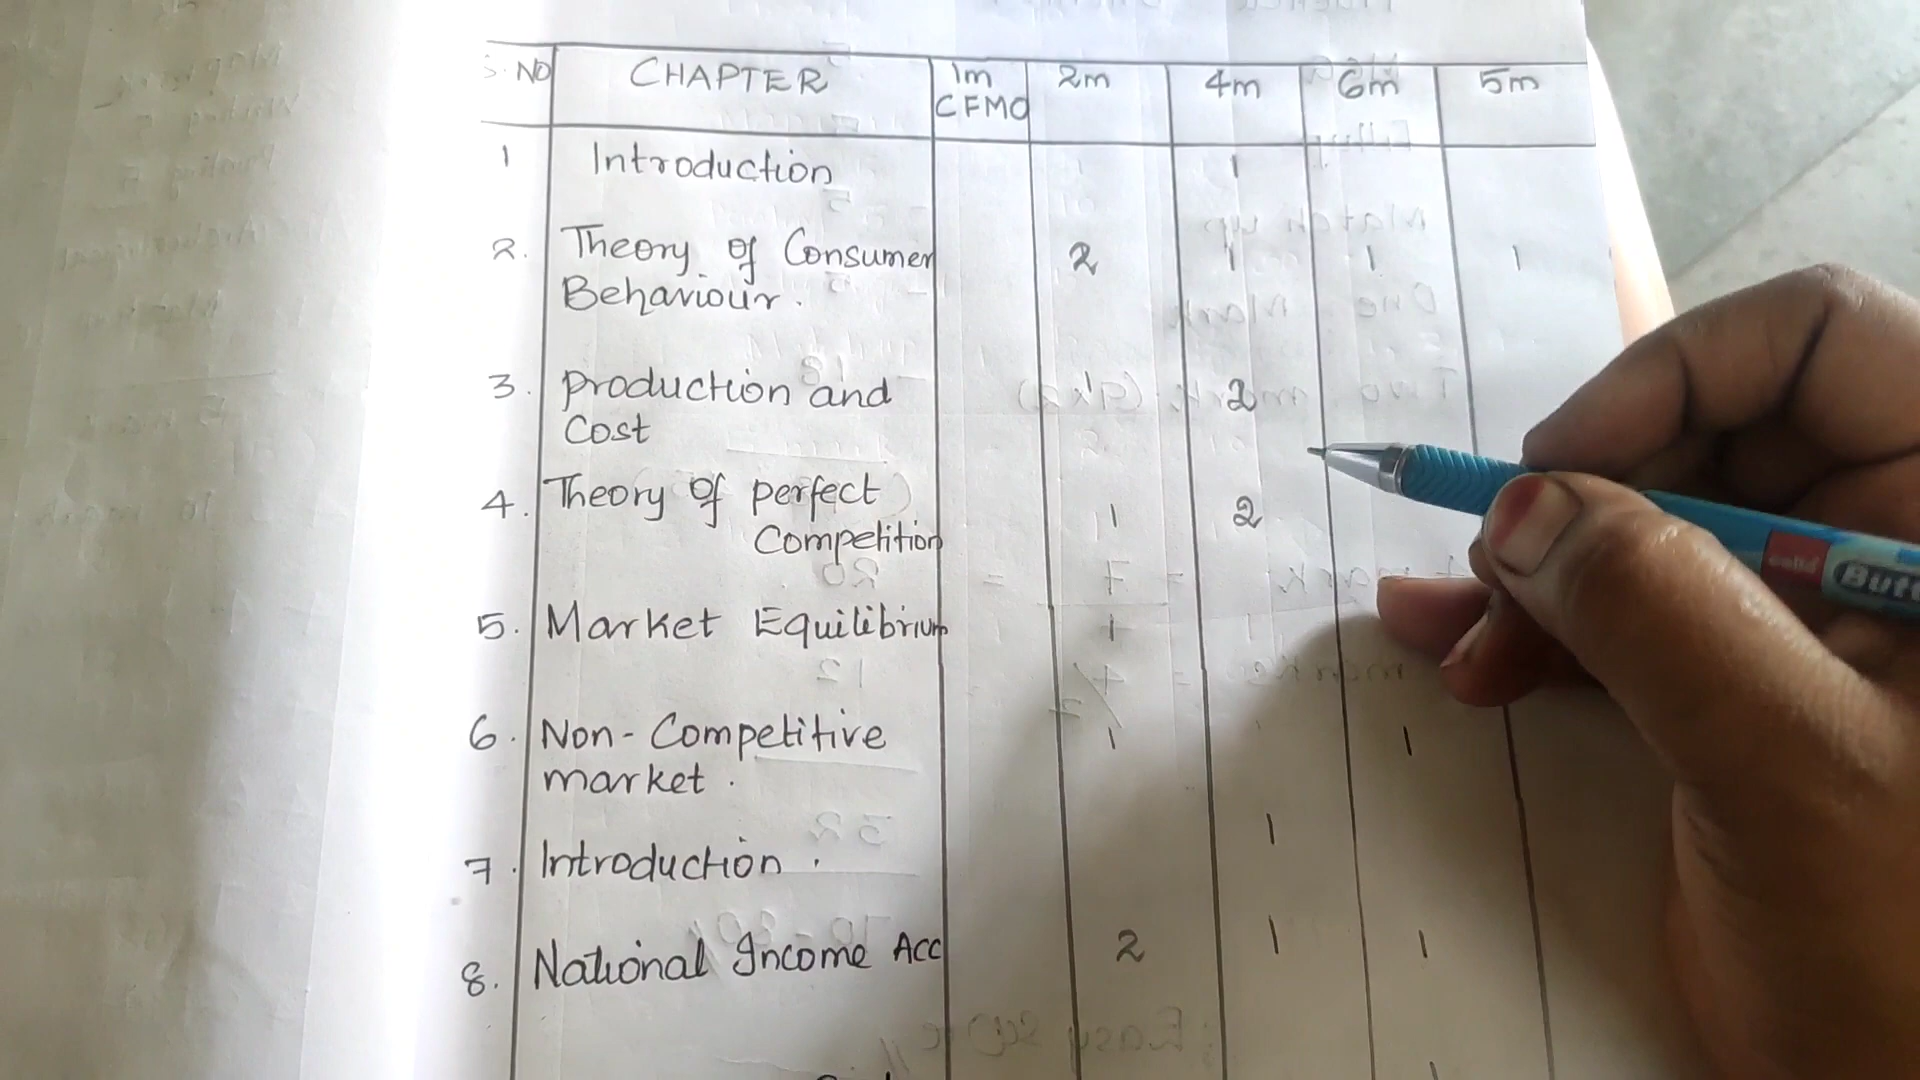 S.NO CHAPTER 1m 2m 4m 6m 5m
CFMO
1 Introduction 1
2. Theory of Consumer 2 1 1 1
Behaviour.
3. Production and 2
Cost
4. Theory of perfect 1 2
Competition
5. Market Equilibrium 1
6. Non-Competitive 1 1
market.
7. Introduction. 1
8. National Income Acc 2 1 1